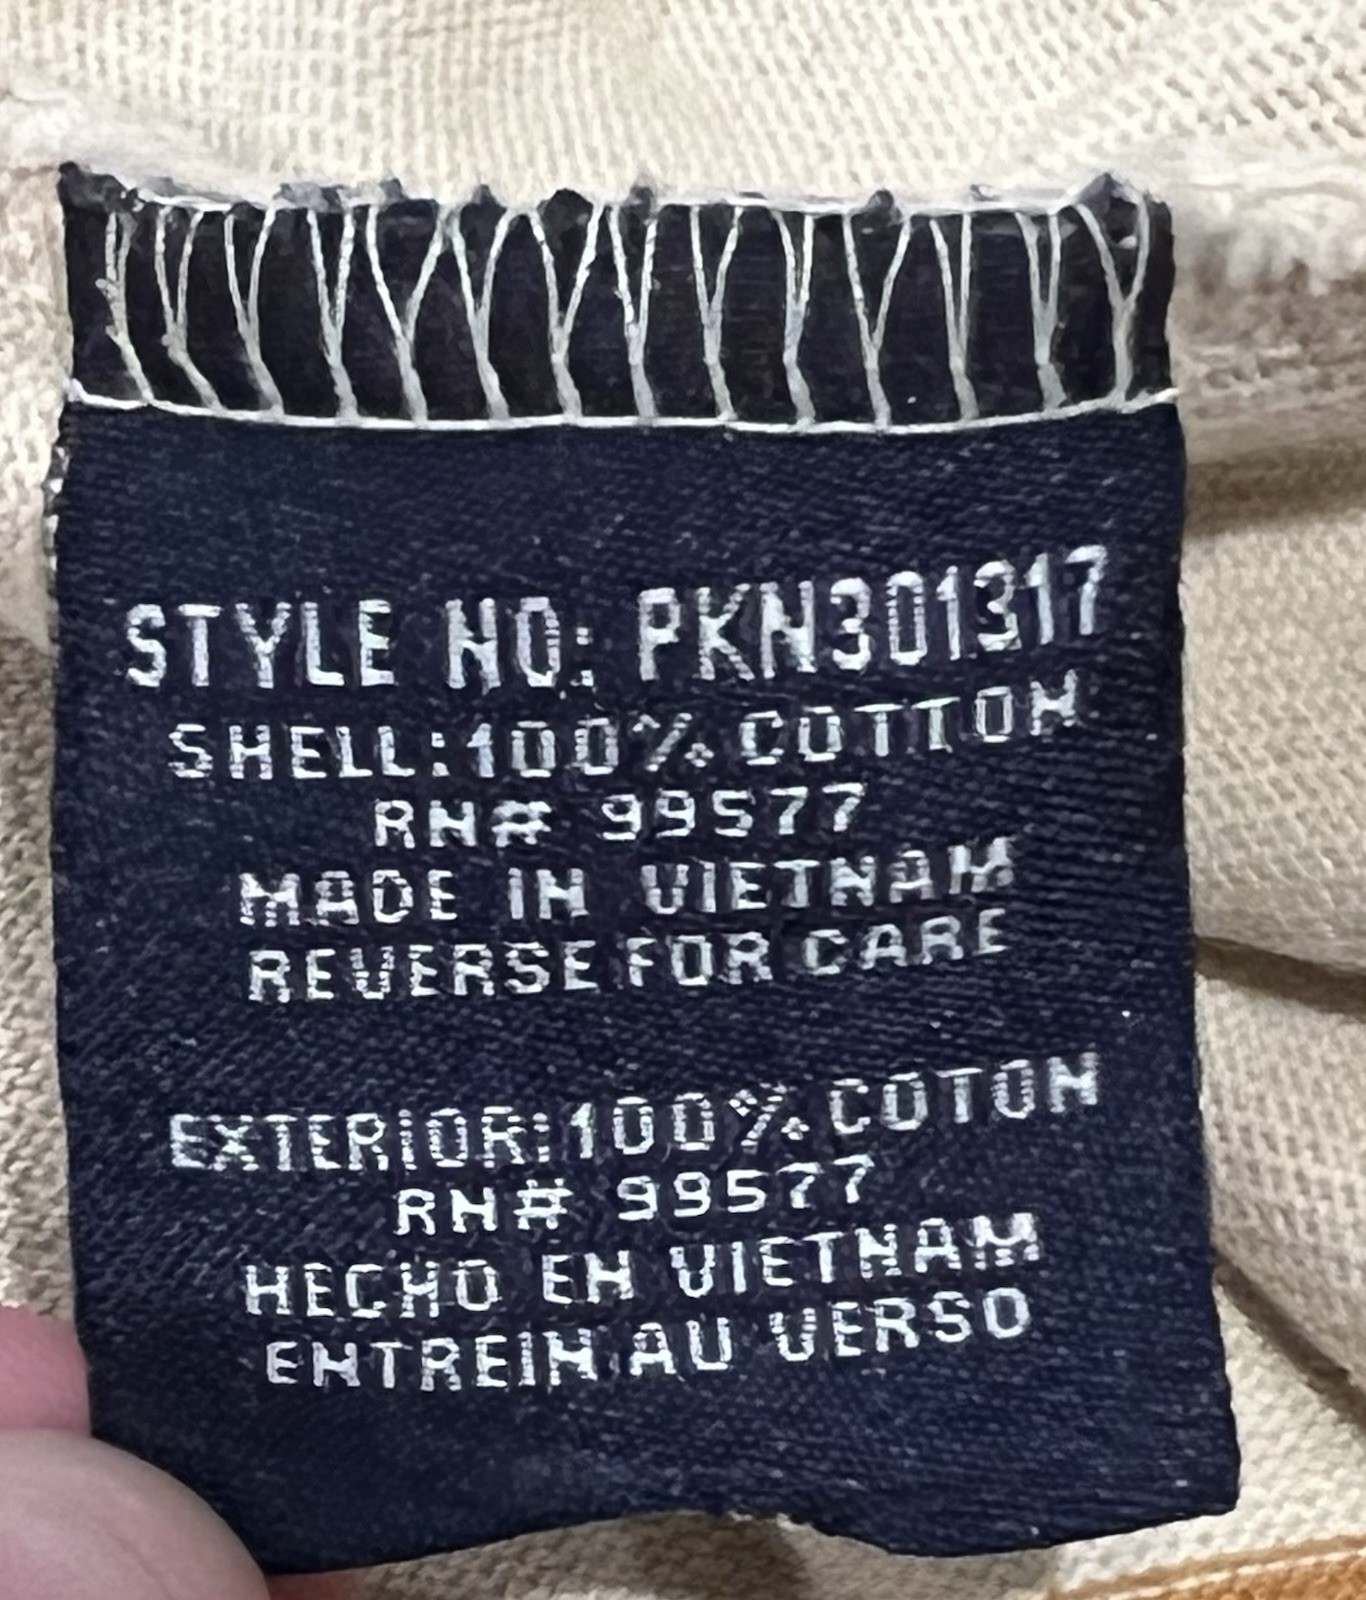 STYLE NO: PKN301317
SHELL:100% COTTON
RN# 99577
MADE IN VIETNAM
REVERSE FOR CARE
EXTERIOR:100% COTON
RN# 99577
HECHO EN VIETNAM
ENTREIN AU VERSO